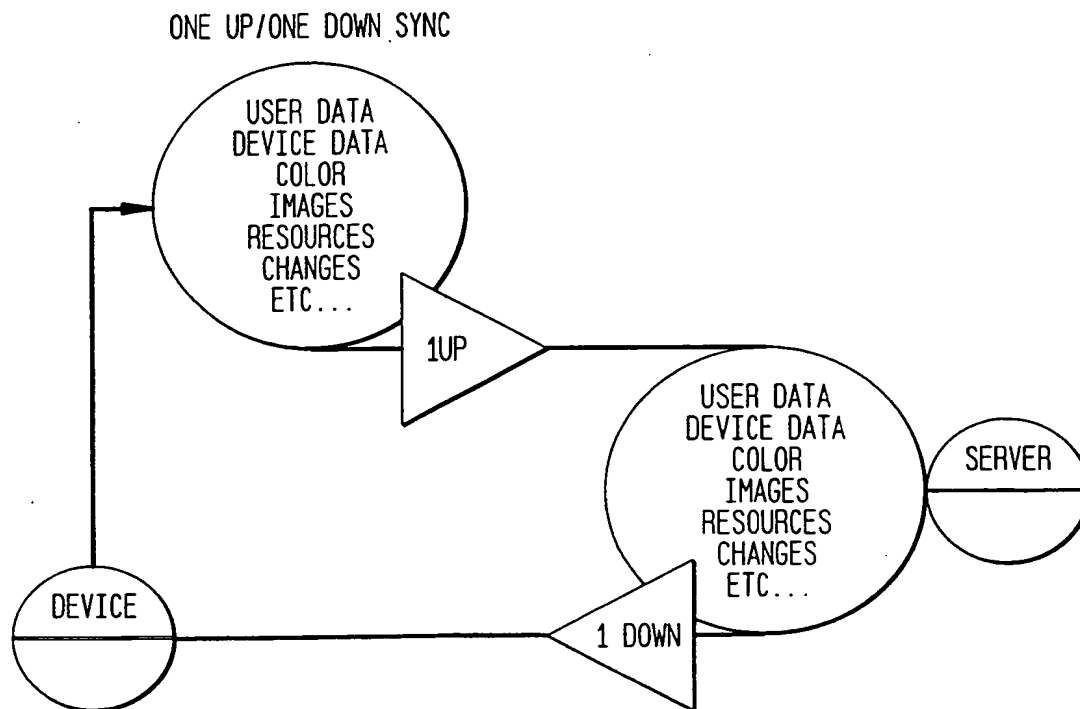 ONE UP/ONE DOWN SYNC
USER DATA
DEVICE DATA
COLOR
IMAGES
RESOURCES
CHANGES
ETC...
1UP
USER DATA
DEVICE DATA
COLOR
IMAGES
RESOURCES
CHANGES
ETC...
SERVER
DEVICE
1 DOWN